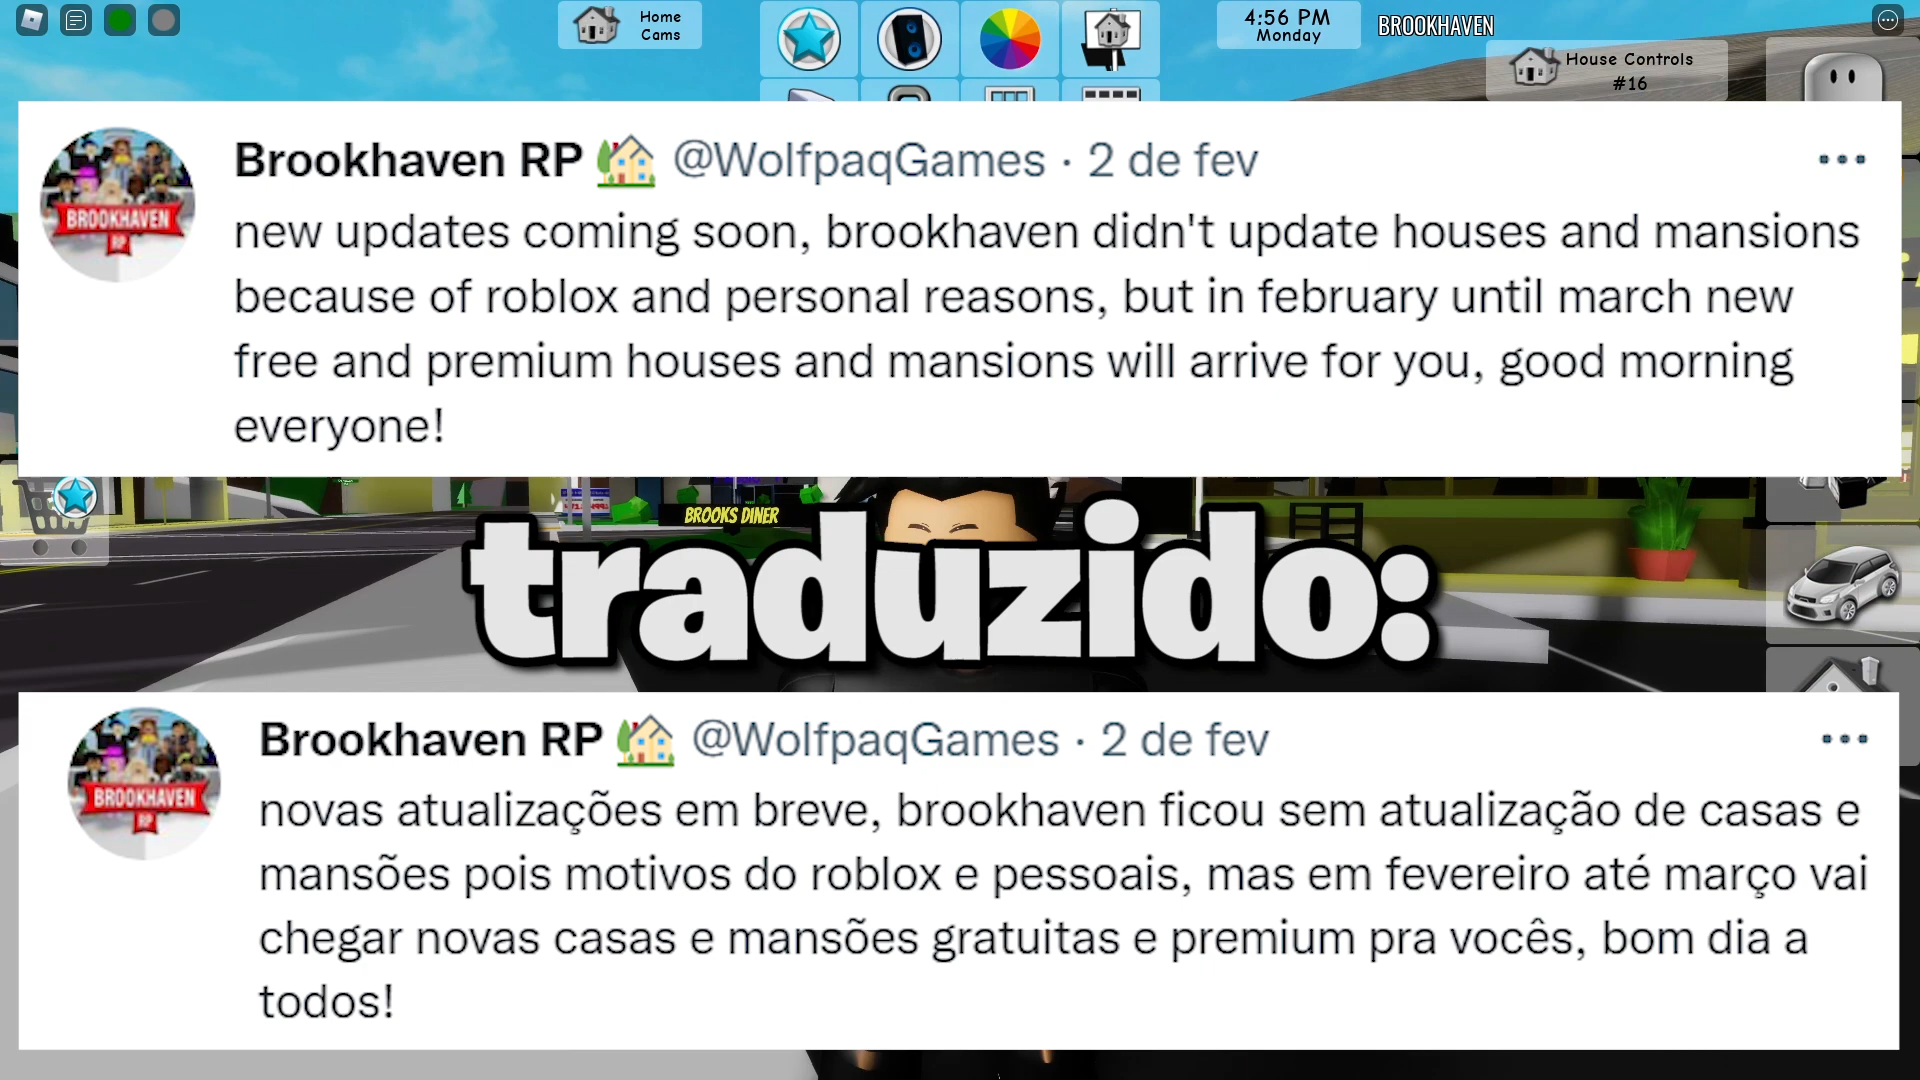 Home
Cams
4:56 PM
Monday
BROOKHAVEN
House Controls
#16
Brookhaven RP @WolfpaqGames · 2 de fev
BROOKHAVEN
RP
new updates coming soon, brookhaven didn't update houses and mansions
because of roblox and personal reasons, but in february until march new
free and premium houses and mansions will arrive for you, good morning
everyone!
BROOKS DINER
traduzido:
Brookhaven RP @WolfpaqGames · 2 de fev
BROOKHAVEN
RP
novas atualizações em breve, brookhaven ficou sem atualização de casas e
mansões pois motivos do roblox e pessoais, mas em fevereiro até março vai
chegar novas casas e mansões gratuitas e premium pra vocês, bom dia a
todos!